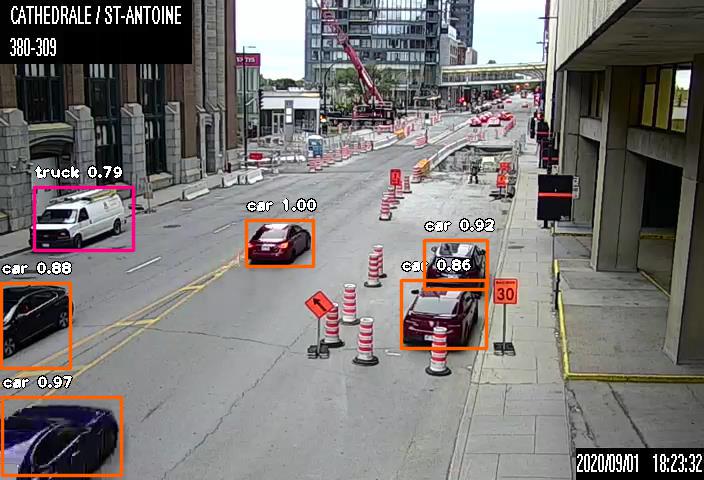 CATHEDRALE / ST-ANTOINE
380-309
truck 0.79
car 1.00
car 0.92
car 0.88
car 0.86
30
car 0.97
2020/09/01 18:23:32